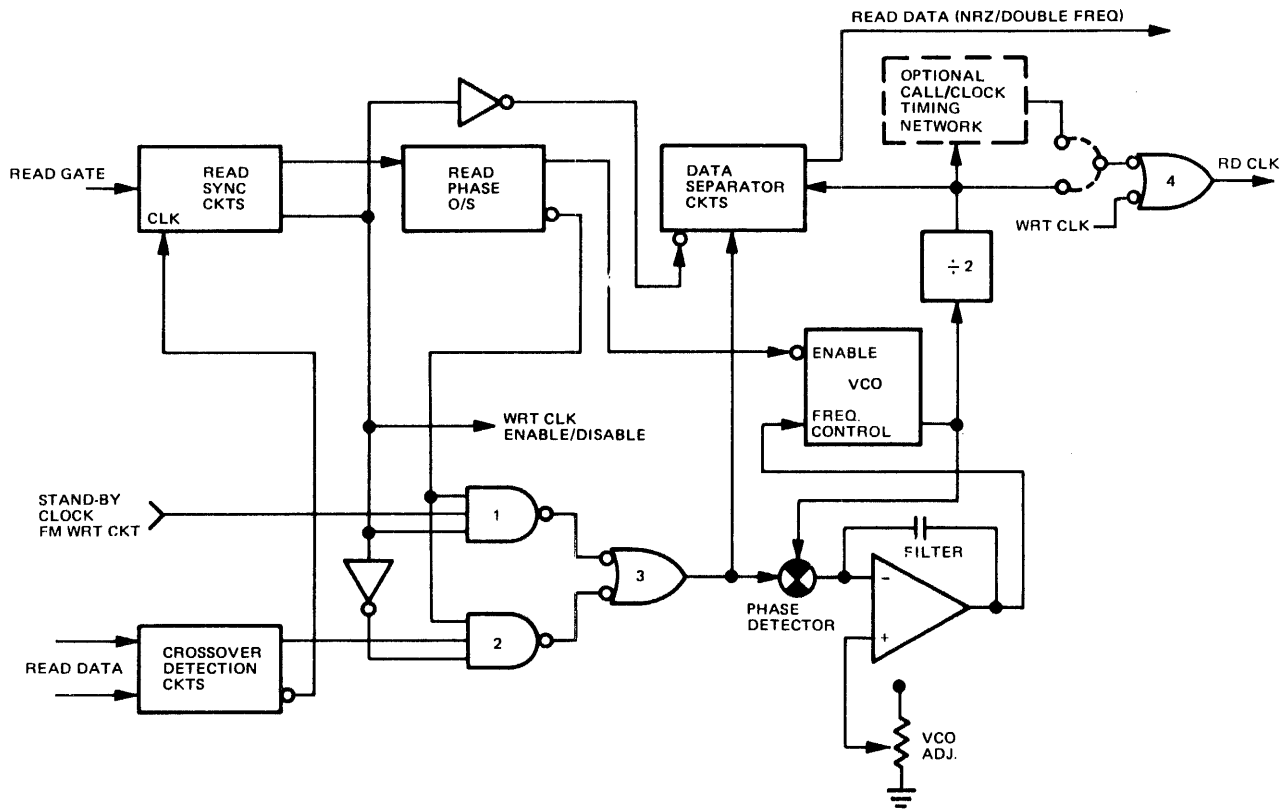 READ DATA (NRZ/DOUBLE FREQ)
OPTIONAL
CALL/CLOCK
TIMING
NETWORK
READ GATE
READ
SYNC
CKTS
CLK
READ
PHASE
O/S
DATA
SEPARATOR
CKTS
4
RD CLK
WRT CLK
÷ 2
ENABLE
VCO
FREQ.
CONTROL
WRT CLK
ENABLE/DISABLE
STAND-BY
CLOCK
FM WRT CKT
1
3
2
FILTER
−
+
PHASE
DETECTOR
READ DATA
CROSSOVER
DETECTION
CKTS
VCO
ADJ.